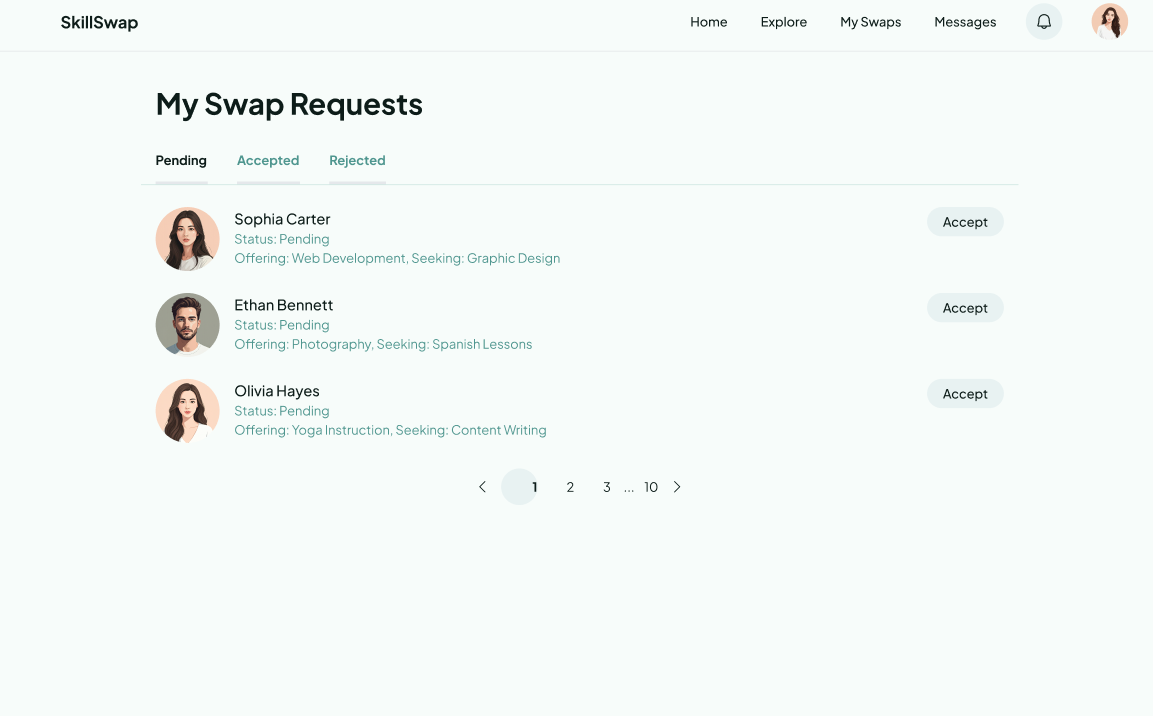 SkillSwap
Home Explore My Swaps Messages
My Swap Requests
Pending Accepted Rejected
Sophia Carter
Status: Pending
Offering: Web Development, Seeking: Graphic Design
Accept
Ethan Bennett
Status: Pending
Offering: Photography, Seeking: Spanish Lessons
Accept
Olivia Hayes
Status: Pending
Offering: Yoga Instruction, Seeking: Content Writing
Accept
1 2 3 ... 10